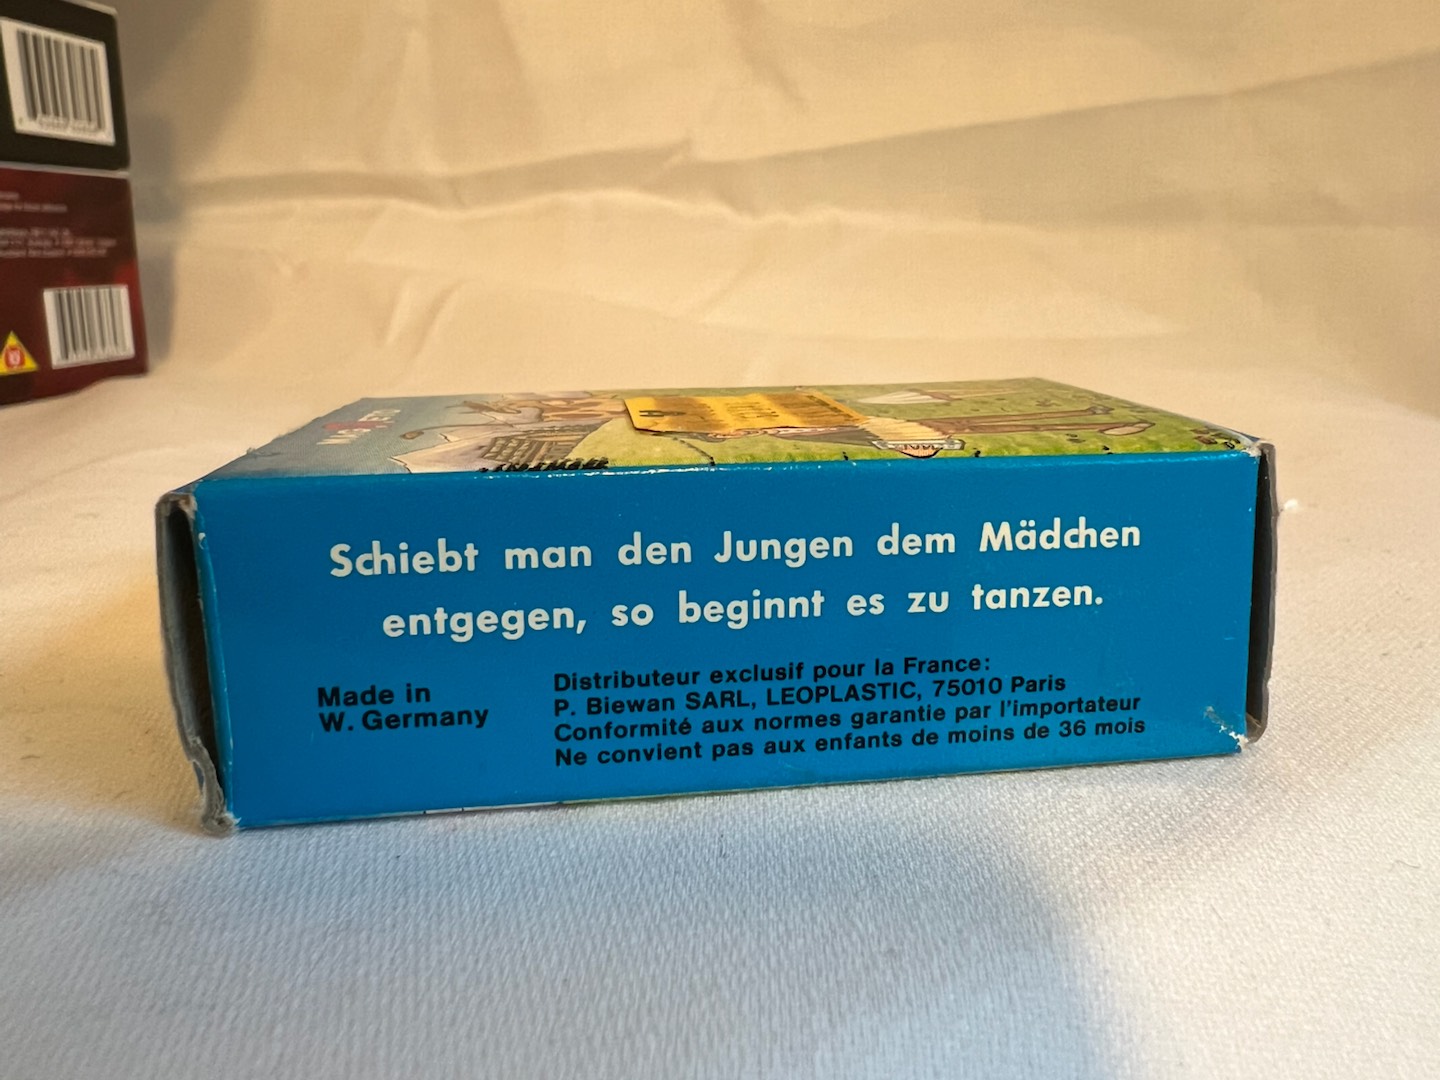 Schiebt man den Jungen dem Mädchen
entgegen, so beginnt es zu tanzen.
Made in
W. Germany
Distributeur exclusif pour la France:
P. Biewan SARL, LEOPLASTIC, 75010 Paris
Conformité aux normes garantie par l'importateur
Ne convient pas aux enfants de moins de 36 mois